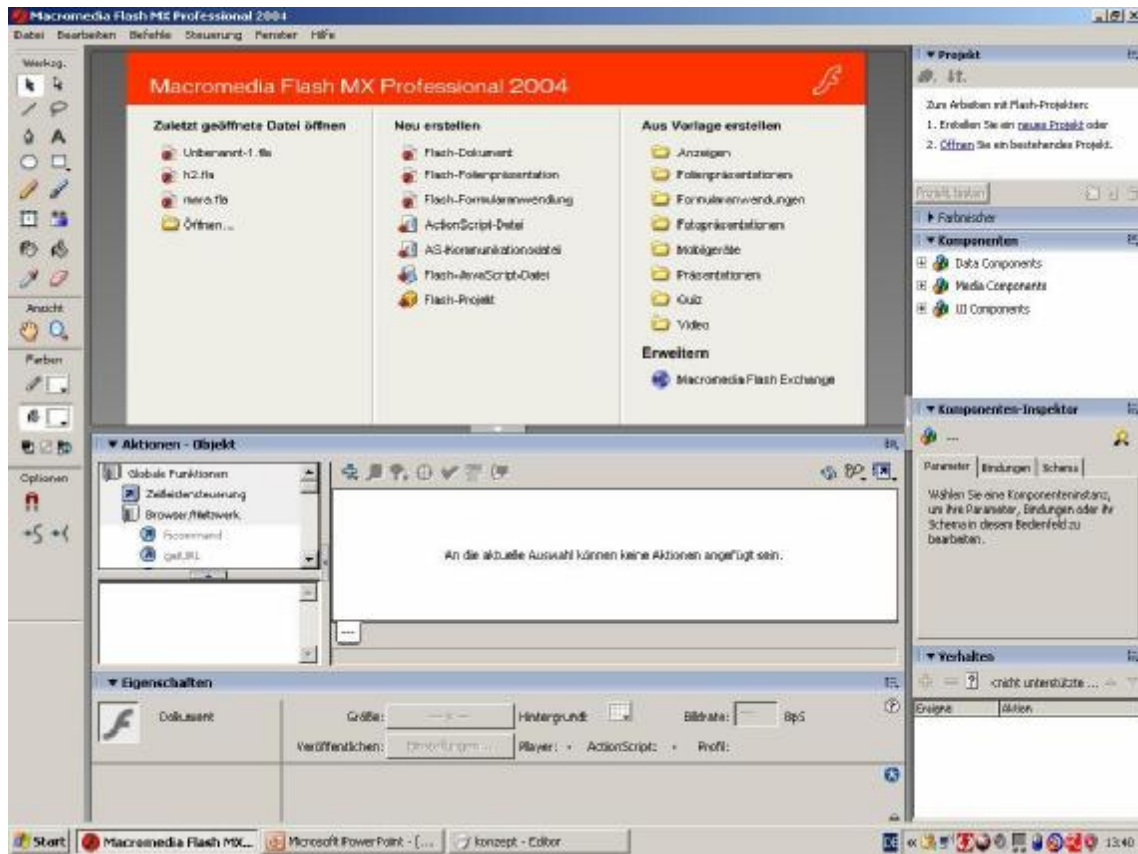 Macromedia Flash MX Professional 2004
Datei Bearbeiten Befehle Steuerung Fenster Hilfe
Werkzg.
Ansicht
Farben
Optionen
Macromedia Flash MX Professional 2004
Zuletzt geöffnete Datei öffnen
Unbenannt-1.fla
h2.fla
Öffnen...
Neu erstellen
Flash-Dokument
Flash-Folienpräsentation
Flash-Formularanwendung
ActionScript-Datei
AS-Kommunikationsdatei
Flash-JavaScript-Datei
Flash-Projekt
Aus Vorlage erstellen
Anzeigen
Folienpräsentationen
Formularanwendungen
Fotopräsentationen
Mobilgeräte
Präsentationen
Quiz
Video
Erweitern
Macromedia Flash Exchange
Aktionen - Objekt
Globale Funktionen
Zeitleistensteuerung
Browser/Netzwerk
fscommand
getURL
An die aktuelle Auswahl können keine Aktionen angefügt sein.
Eigenschaften
Dokument
Größe:
Hintergrund:
Bildrate:
BpS
Veröffentlichen:
Einstellungen...
Player:
ActionScript:
Profil:
Projekt
Zum Arbeiten mit Flash-Projekten:
1. Erstellen Sie ein neues Projekt oder
2. Öffnen Sie ein bestehendes Projekt.
Projekt testen
Farbmischer
Komponenten
Data Components
Media Components
UI Components
Komponenten-Inspektor
Parameter Bindungen Schema
Wählen Sie eine Komponenteninstanz,
um ihre Parameter, Bindungen oder ihr
Schema in diesem Bedienfeld zu
bearbeiten.
Verhalten
<nicht unterstützte ...
Ereignis Aktion
Start Macromedia Flash MX... Microsoft PowerPoint - [... konzept - Editor DE 13:40